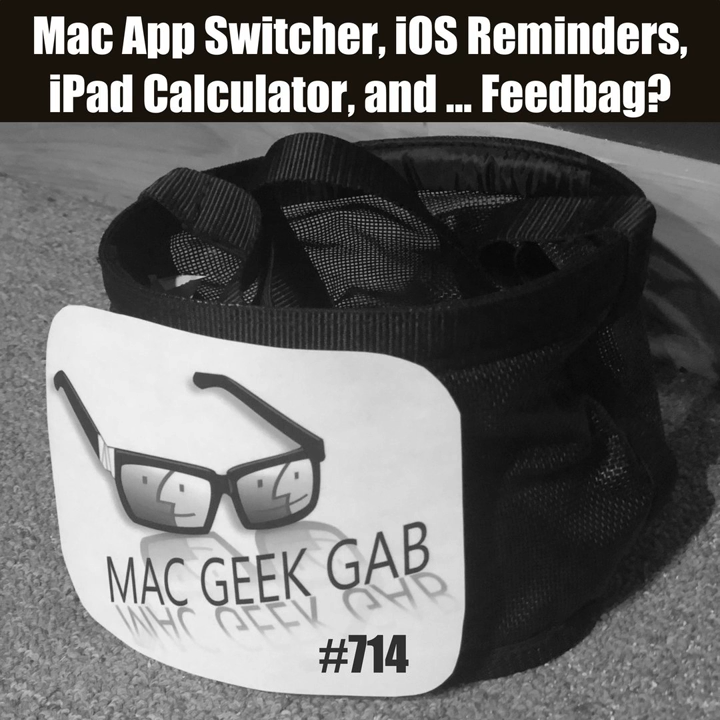 Mac App Switcher, iOS Reminders,
iPad Calculator, and ... Feedbag?
MAC GEEK GAB
#714